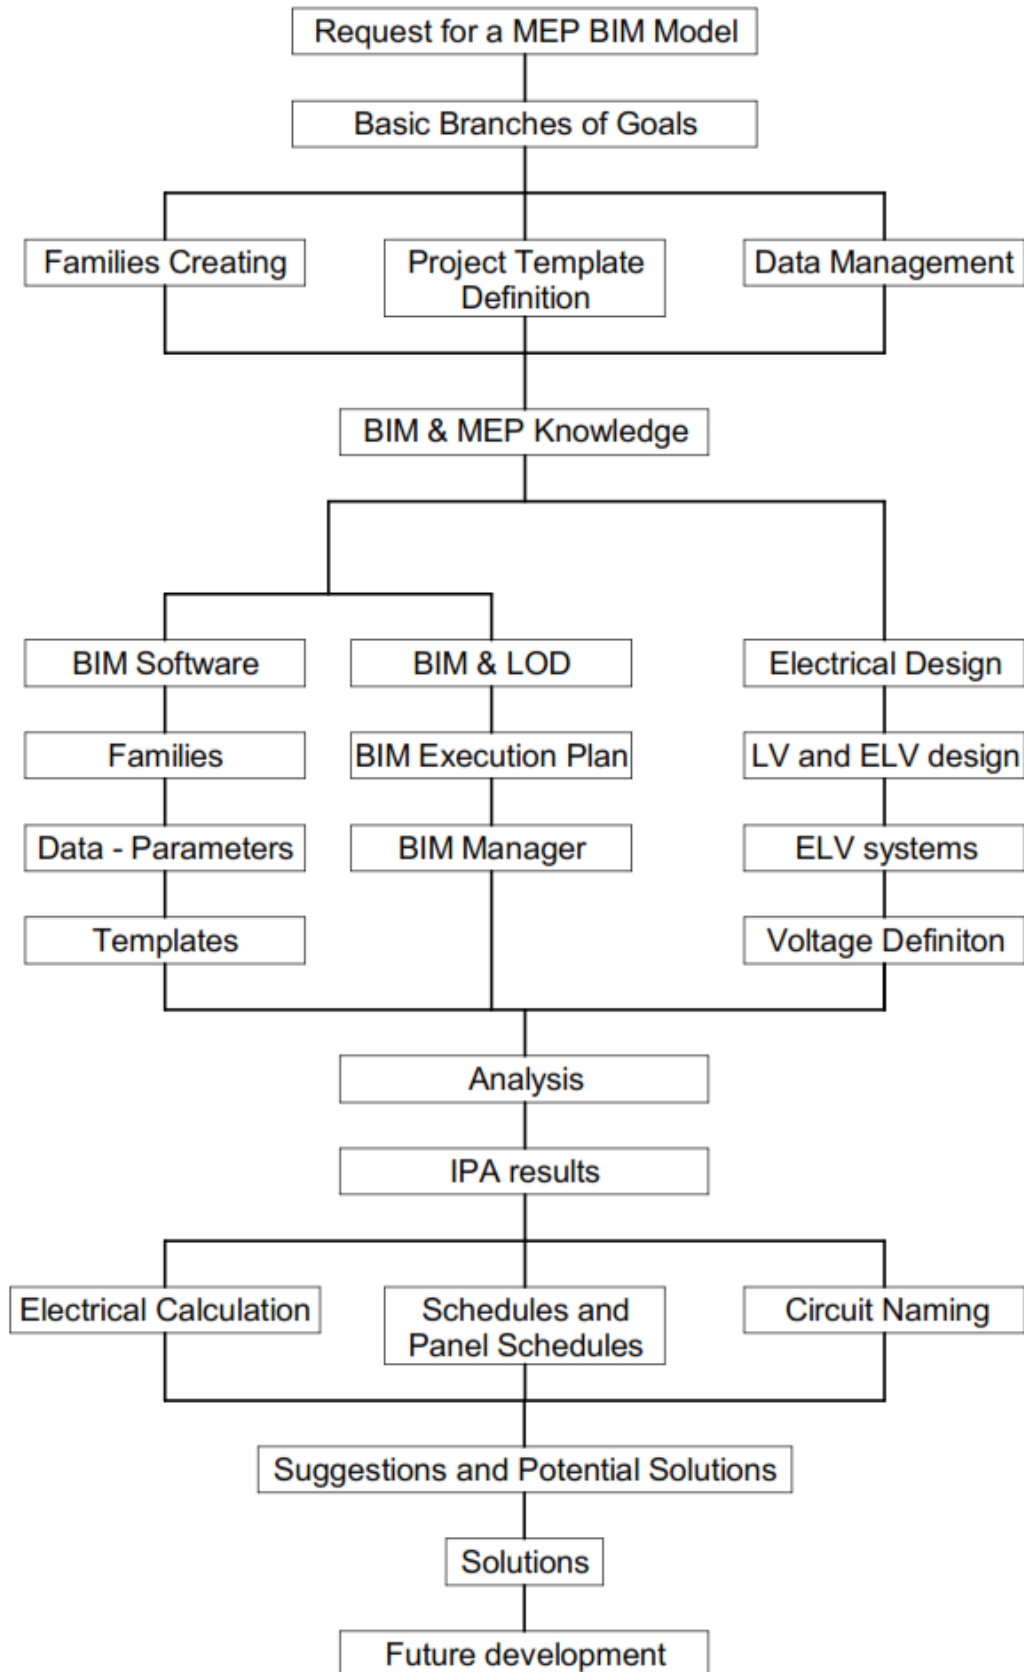 Request for a MEP BIM Model
Basic Branches of Goals
Families Creating
Project Template
Definition
Data Management
BIM & MEP Knowledge
BIM Software
BIM & LOD
Electrical Design
Families
BIM Execution Plan
LV and ELV design
Data - Parameters
BIM Manager
ELV systems
Templates
Voltage Definiton
Analysis
IPA results
Electrical Calculation
Schedules and
Panel Schedules
Circuit Naming
Suggestions and Potential Solutions
Solutions
Future development